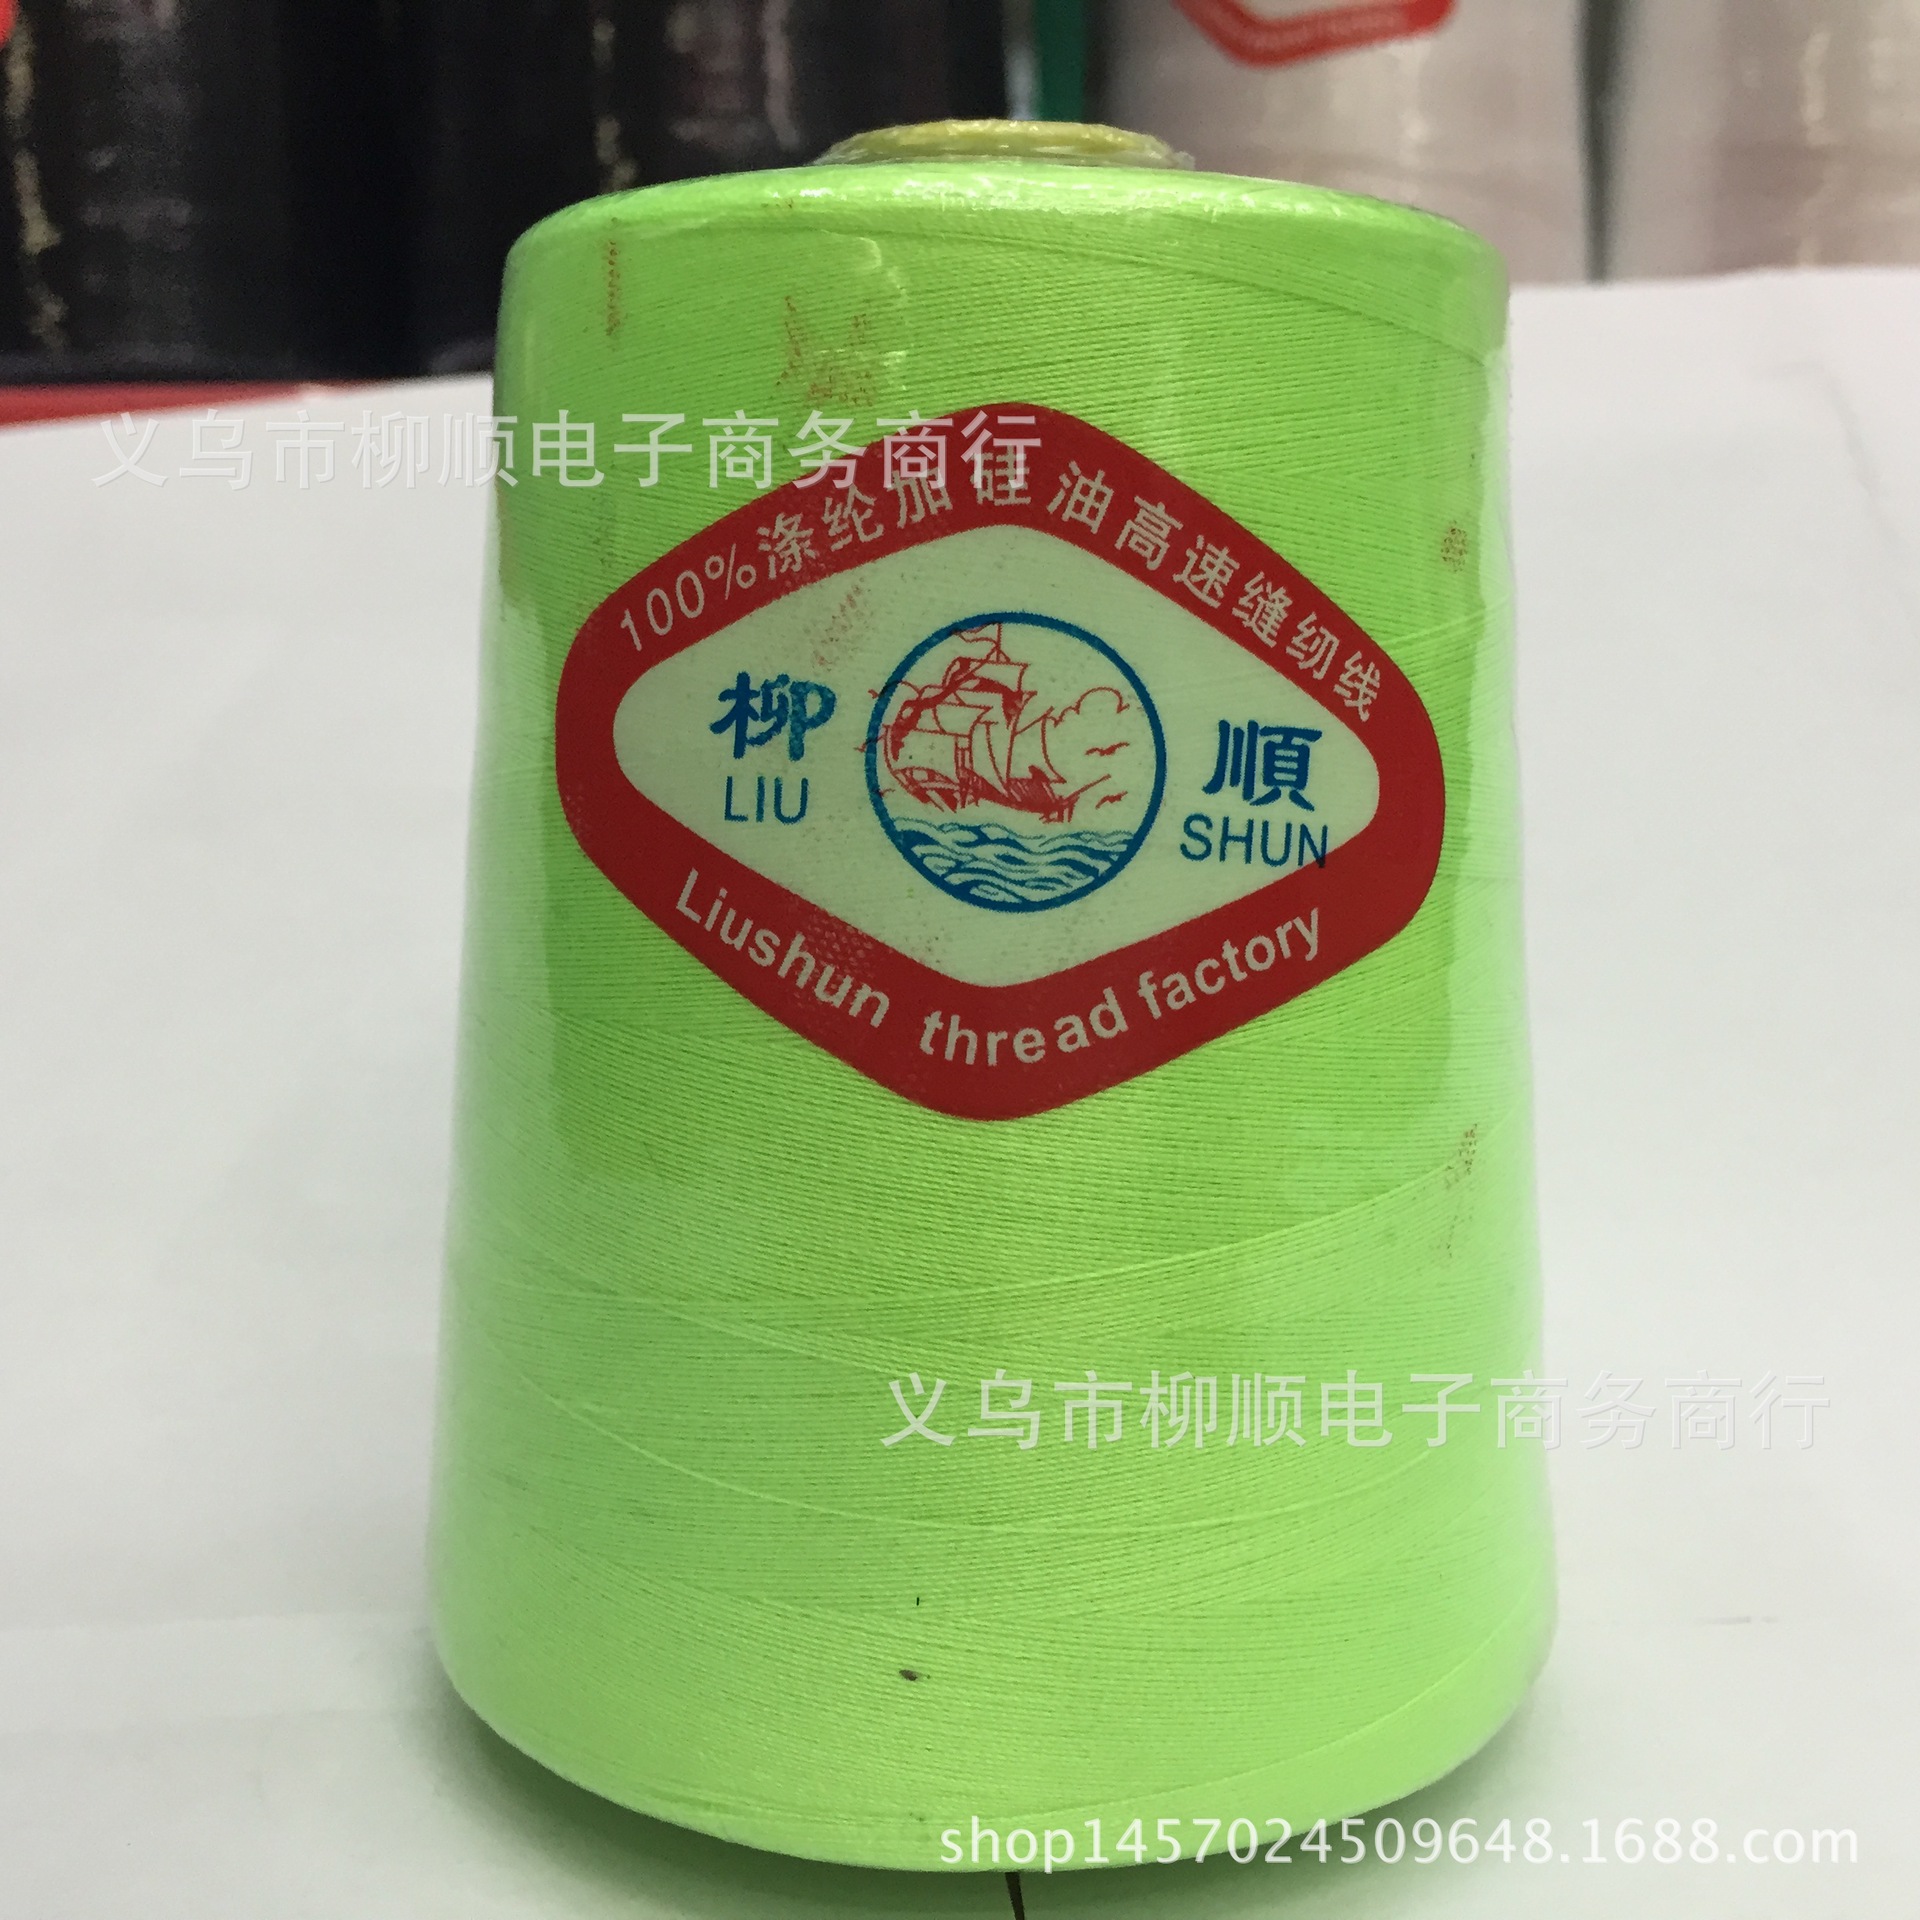 义乌市柳顺电子商务商行
100%涤纶加硅油高速缝纫线
柳 順
LIU SHUN
Liushun thread factory
义乌市柳顺电子商务商行
shop1457024509648.1688.com